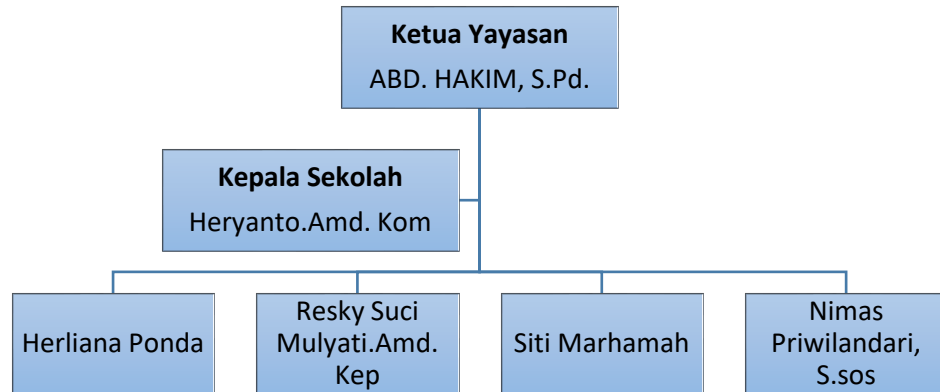 Ketua Yayasan
ABD. HAKIM, S.Pd.
Kepala Sekolah
Heryanto.Amd. Kom
Herliana Ponda
Resky Suci
Mulyati.Amd.
Kep
Siti Marhamah
Nimas
Priwilandari,
S.sos